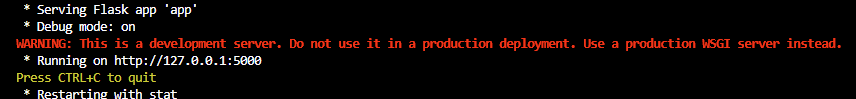 * Serving Flask app 'app'
* Debug mode: on
WARNING: This is a development server. Do not use it in a production deployment. Use a production WSGI server instead.
* Running on http://127.0.0.1:5000
Press CTRL+C to quit
* Restarting with stat